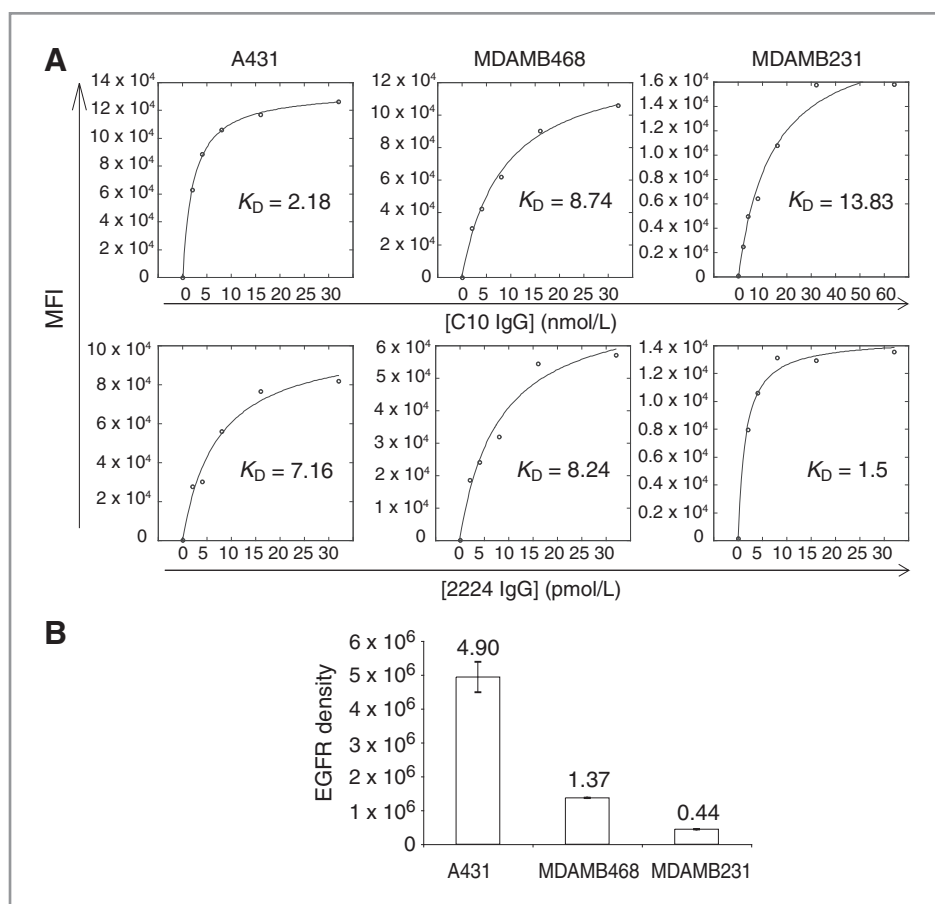 A
A431 MDAMB468 MDAMB231
14 x 10⁴
12 x 10⁴
10 x 10⁴
8 x 10⁴
6 x 10⁴
4 x 10⁴
2 x 10⁴
0
K_D = 2.18
0 5 10 15 20 25 30
12 x 10⁴
10 x 10⁴
8 x 10⁴
6 x 10⁴
4 x 10⁴
2 x 10⁴
0
K_D = 8.74
0 5 10 15 20 25 30
1.6 x 10⁴
1.6 x 10⁴
1.4 x 10⁴
1.0 x 10⁴
1.0 x 10⁴
0.8 x 10⁴
0.6 x 10⁴
0.4 x 10⁴
0.2 x 10⁴
0
K_D = 13.83
0 10 20 30 40 50 60
MFI
[C10 IgG] (nmol/L)
10 x 10⁴
8 x 10⁴
6 x 10⁴
4 x 10⁴
2 x 10⁴
0
K_D = 7.16
0 5 10 15 20 25 30
6 x 10⁴
5 x 10⁴
4 x 10⁴
3 x 10⁴
2 x 10⁴
1 x 10⁴
0
K_D = 8.24
0 5 10 15 20 25 30
1.4 x 10⁴
1.2 x 10⁴
1.0 x 10⁴
0.8 x 10⁴
1.0 x 10⁴
0.4 x 10⁴
0.2 x 10⁴
0
K_D = 1.5
0 5 10 15 20 25 30
[2224 IgG] (pmol/L)
B
EGFR density
6 x 10⁶
5 x 10⁶
4 x 10⁶
3 x 10⁶
2 x 10⁶
1 x 10⁶
0
4.90
1.37
0.44
A431 MDAMB468 MDAMB231